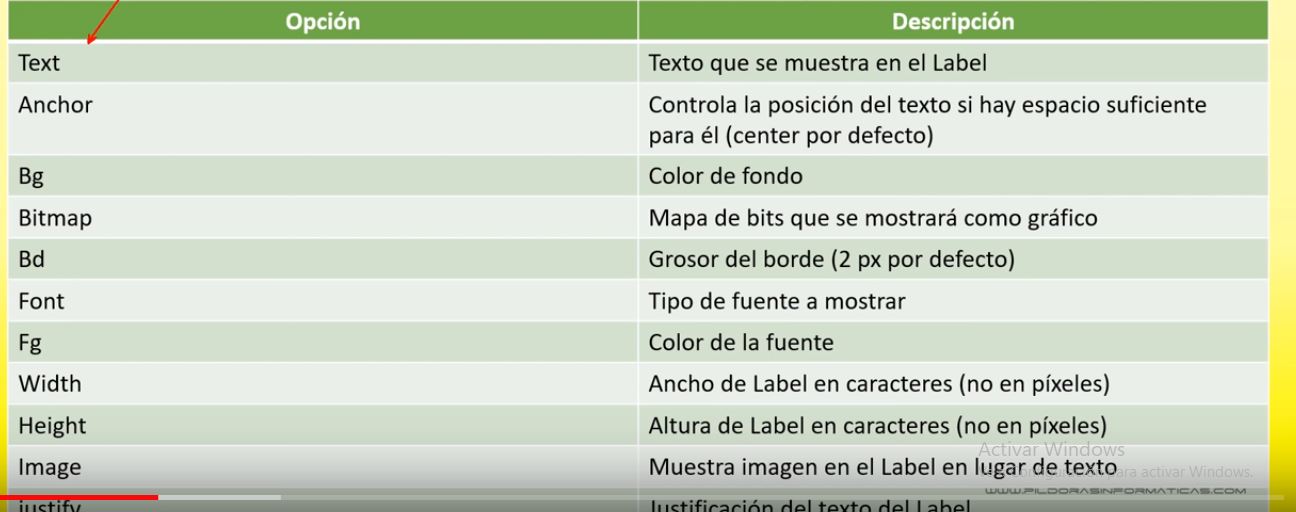 Opción Descripción
Text Texto que se muestra en el Label
Anchor Controla la posición del texto si hay espacio suficiente
para él (center por defecto)
Bg Color de fondo
Bitmap Mapa de bits que se mostrará como gráfico
Bd Grosor del borde (2 px por defecto)
Font Tipo de fuente a mostrar
Fg Color de la fuente
Width Ancho de Label en caracteres (no en píxeles)
Height Altura de Label en caracteres (no en píxeles)
Activar Windows
Image Muestra imagen en el Label en lugar de texto
para activar Windows.
WWW.PILDORASINFORMATICAS.COM
justify Justificación del texto del Label